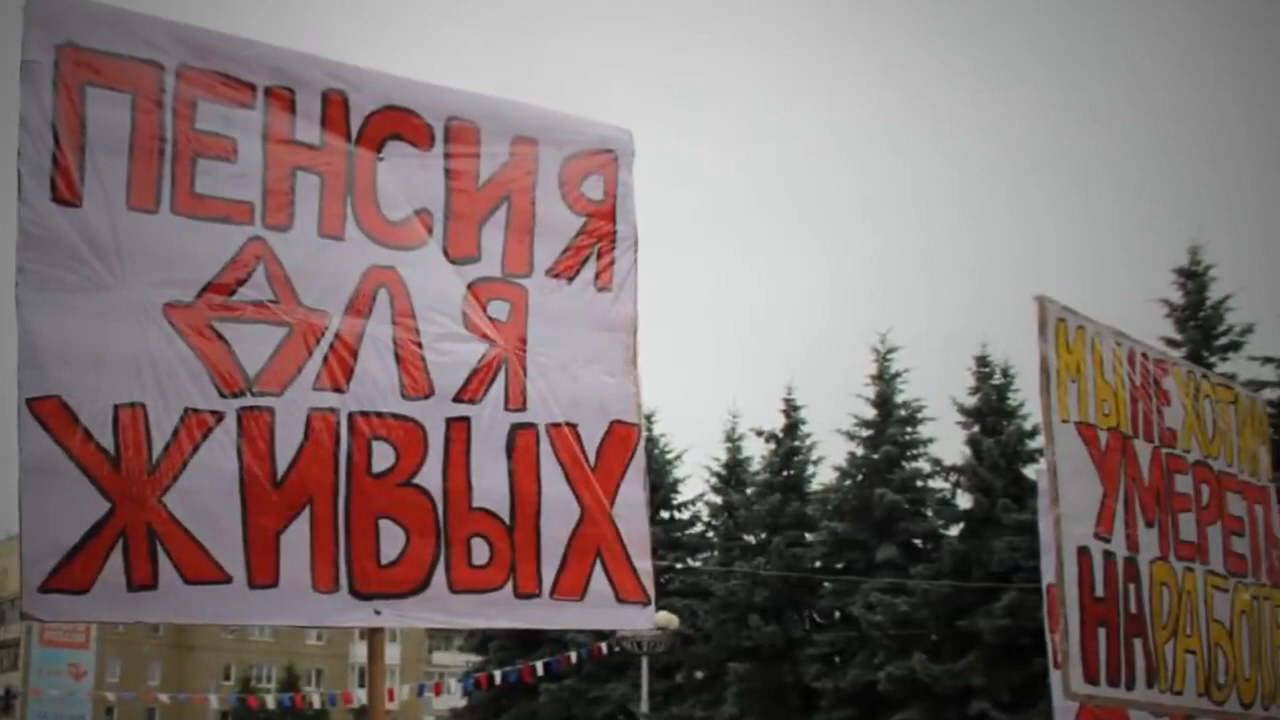 ПЕНСИЯ
ДЛЯ
ЖИВЫХ
МЫ НЕ ХОТИМ
УМЕРЕТЬ
НА РАБОТЕ